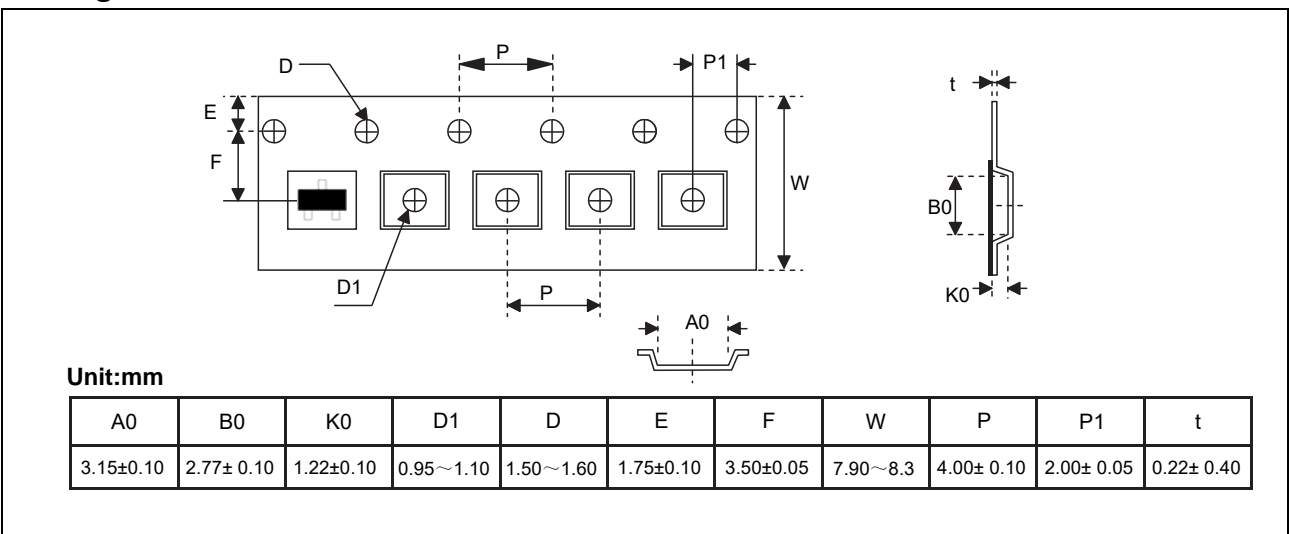 D
P
P1
t
E
F
W
B0
D1
P
K0
A0
Unit:mm
A0 B0 K0 D1 D E F W P P1 t
3.15±0.10 2.77± 0.10 1.22±0.10 0.95～1.10 1.50～1.60 1.75±0.10 3.50±0.05 7.90～8.3 4.00± 0.10 2.00± 0.05 0.22± 0.40